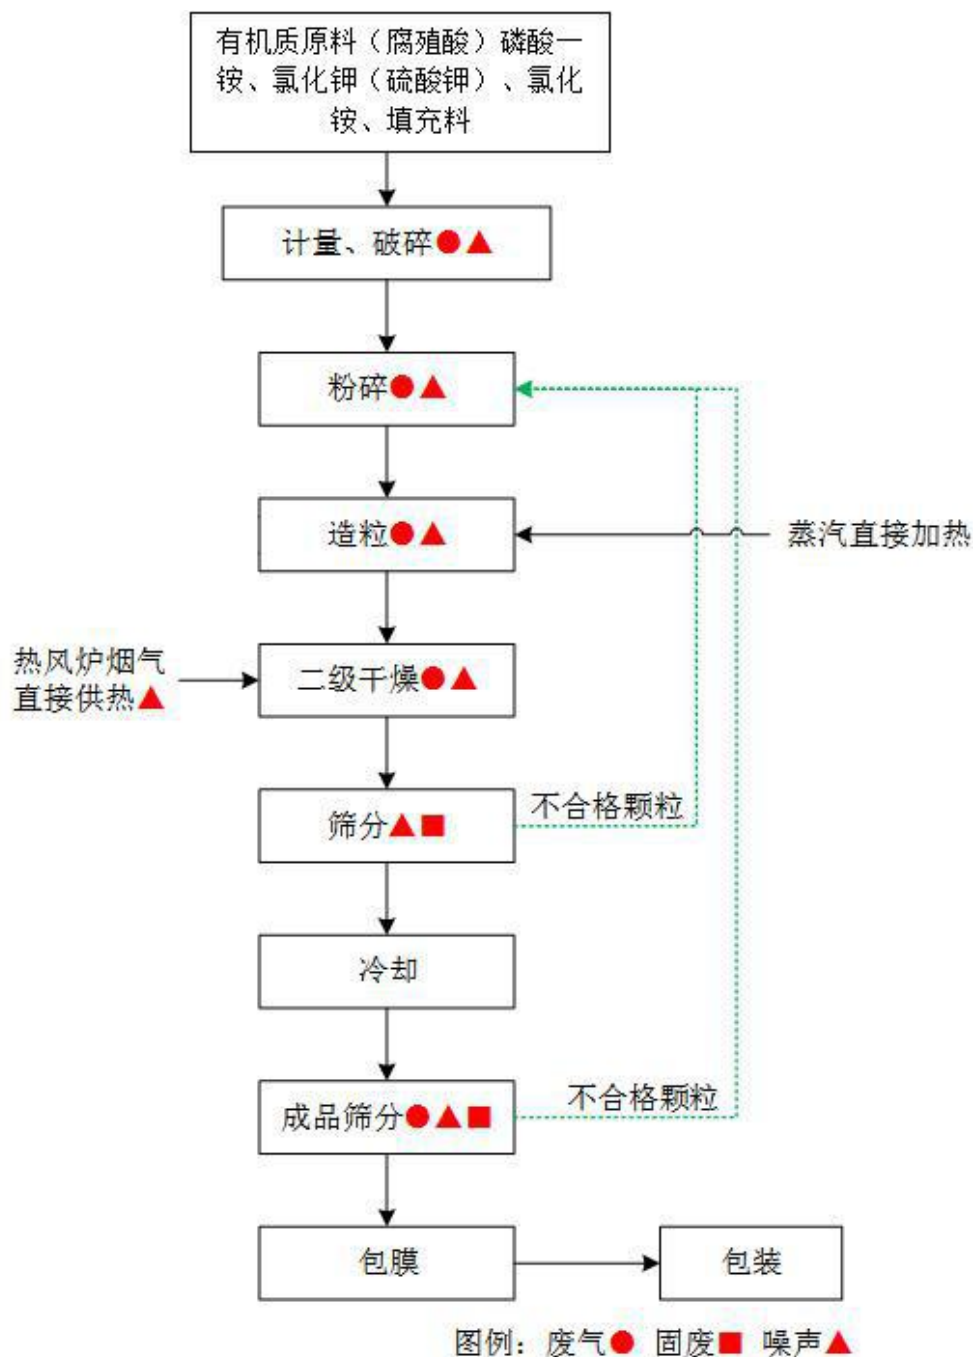 有机质原料（腐殖酸）磷酸一
铵、氯化钾（硫酸钾）、氯化
铵、填充料
计量、破碎●▲
粉碎●▲
造粒●▲
蒸汽直接加热
热风炉烟气
直接供热▲
二级干燥●▲
筛分▲■
不合格颗粒
冷却
成品筛分●▲■
不合格颗粒
包膜
包装
图例：废气● 固废■ 噪声▲